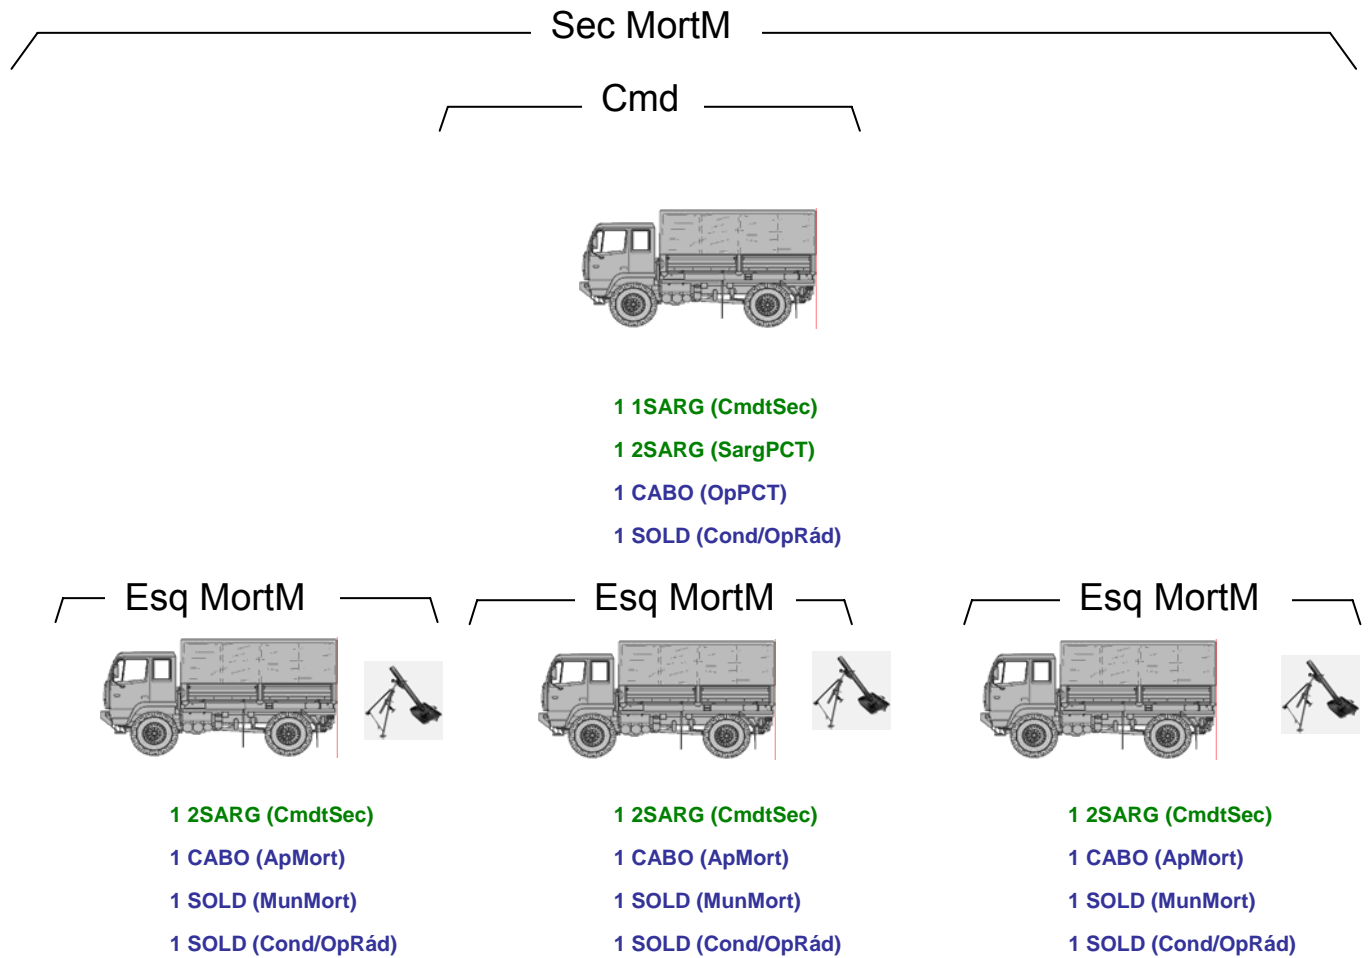 Sec MortM
Cmd
1 1SARG (CmdtSec)
1 2SARG (SargPCT)
1 CABO (OpPCT)
1 SOLD (Cond/OpRád)
Esq MortM
1 2SARG (CmdtSec)
1 CABO (ApMort)
1 SOLD (MunMort)
1 SOLD (Cond/OpRád)
Esq MortM
1 2SARG (CmdtSec)
1 CABO (ApMort)
1 SOLD (MunMort)
1 SOLD (Cond/OpRád)
Esq MortM
1 2SARG (CmdtSec)
1 CABO (ApMort)
1 SOLD (MunMort)
1 SOLD (Cond/OpRád)